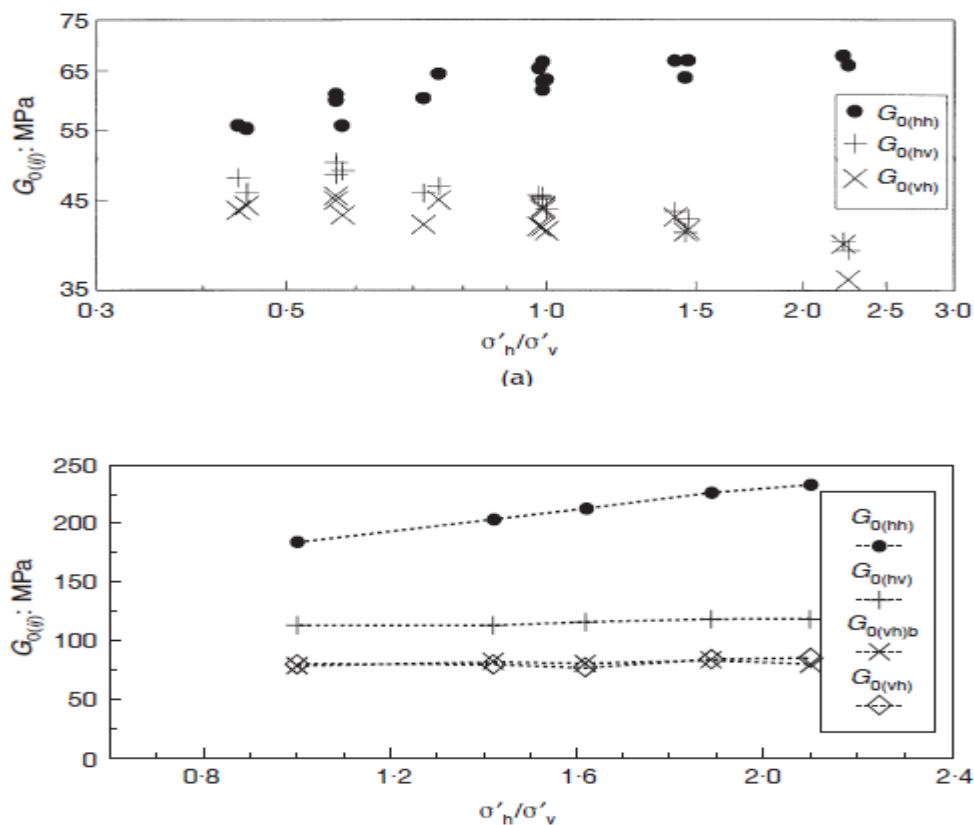 75
65
55
45
35
G0(ij): MPa
G0(hh)
G0(hv)
G0(vh)
0·3 0·5 1·0 1·5 2·0 2·5 3·0
σ′h/σ′v
(a)
250
200
150
100
50
0
G0(ij): MPa
G0(hh)
G0(hv)
G0(vh)b
G0(vh)
0·8 1·2 1·6 2·0 2·4
σ′h/σ′v